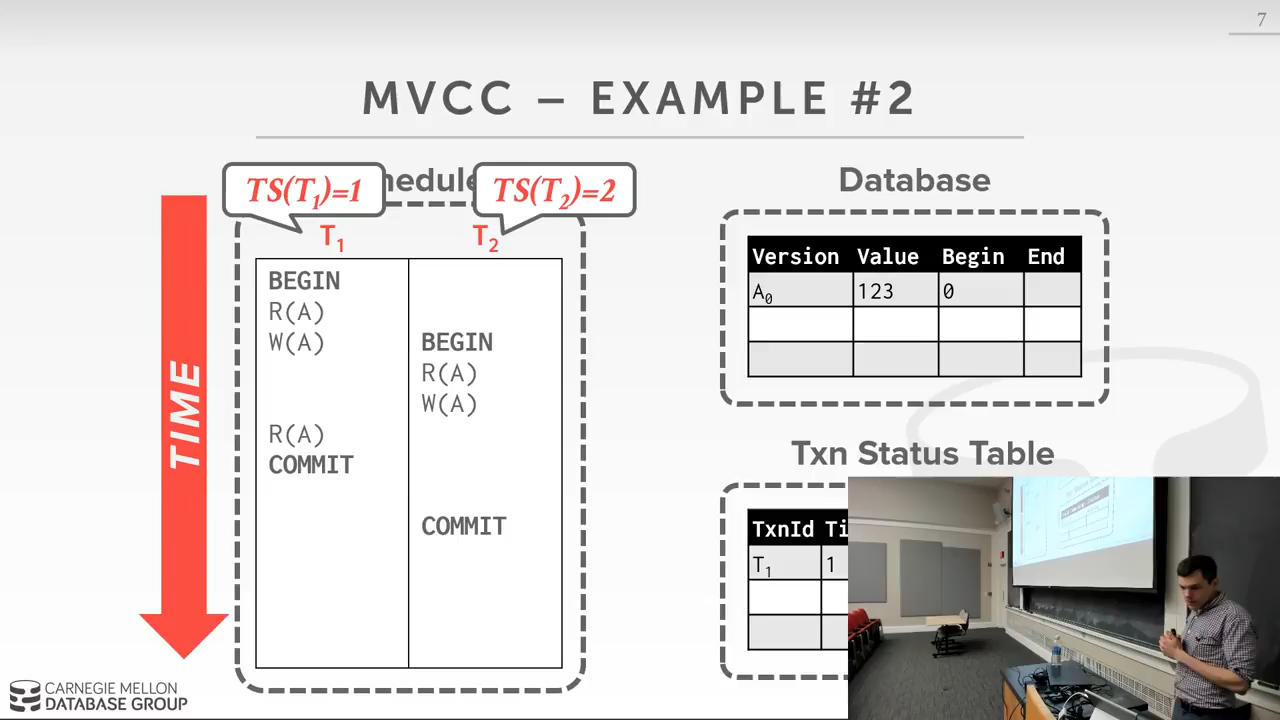 7
MVCC – EXAMPLE #2
TS(T1)=1
hedule
TS(T2)=2
T1
T2
BEGIN
R(A)
W(A)
BEGIN
R(A)
W(A)
R(A)
COMMIT
COMMIT
TIME
Database
Version Value Begin End
A0 123 0
Txn Status Table
TxnId Ti
T1 1
CARNEGIE MELLON
DATABASE GROUP